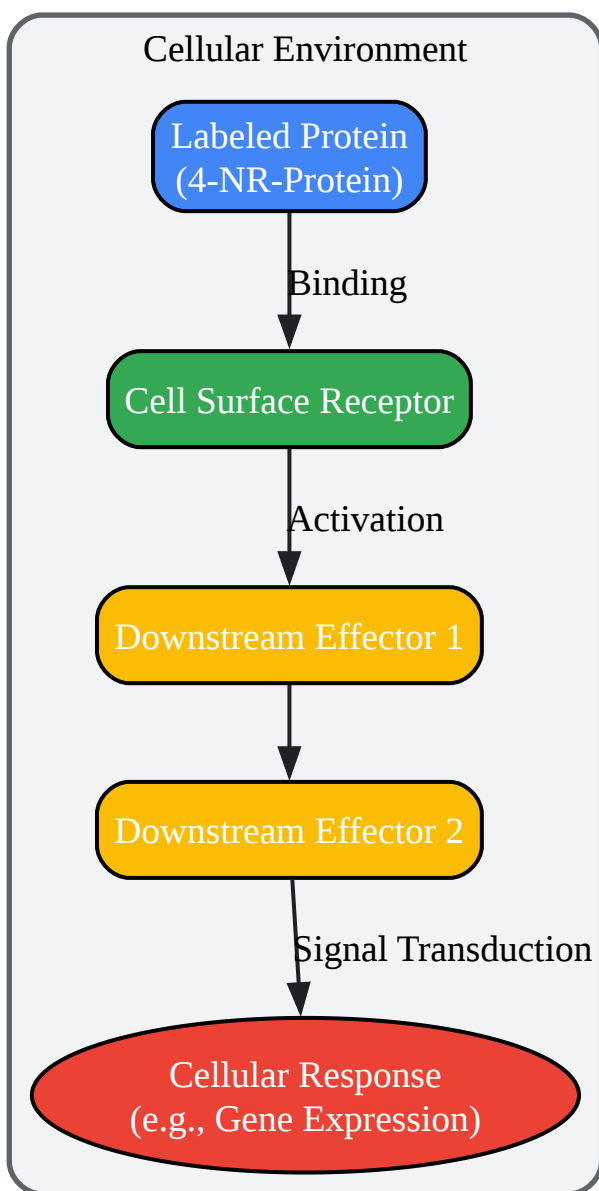 Cellular Environment
Labeled Protein
(4-NR-Protein)
Binding
Cell Surface Receptor
Activation
Downstream Effector 1
Downstream Effector 2
Signal Transduction
Cellular Response
(e.g., Gene Expression)